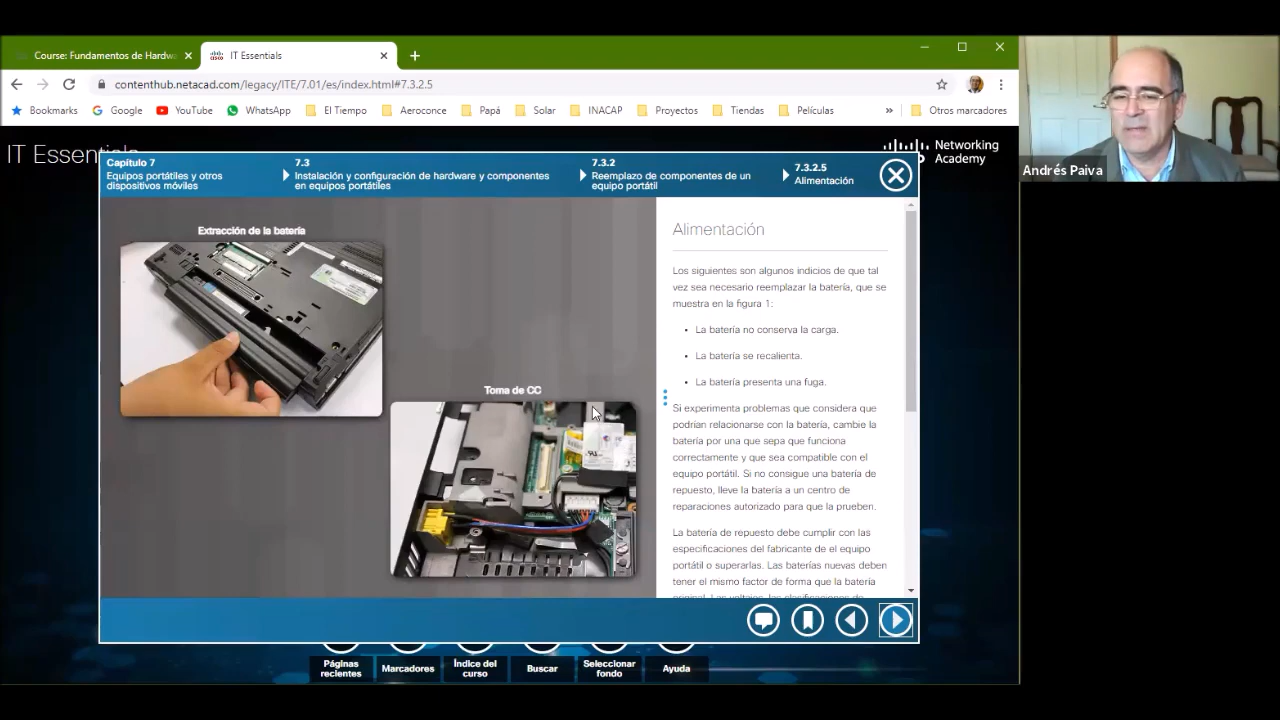 Course: Fundamentos de Hardwa
IT Essentials
contenthub.netacad.com/legacy/ITE/7.01/es/index.html#7.3.2.5
Bookmarks
Google
YouTube
WhatsApp
El Tiempo
Aeroconce
Papá
Solar
INACAP
Proyectos
Tiendas
Películas
»
Otros marcadores
IT Essentials
Networking
Academy
Andrés Paiva
Capítulo 7
Equipos portátiles y otros
dispositivos móviles
7.3
Instalación y configuración de hardware y componentes
en equipos portátiles
7.3.2
Reemplazo de componentes de un
equipo portátil
7.3.2.5
Alimentación
Extracción de la batería
Toma de CC
Alimentación
Los siguientes son algunos indicios de que tal
vez sea necesario reemplazar la batería, que se
muestra en la figura 1:
• La batería no conserva la carga.
• La batería se recalienta.
• La batería presenta una fuga.
Si experimenta problemas que considera que
podrían relacionarse con la batería, cambie la
batería por una que sepa que funciona
correctamente y que sea compatible con el
equipo portátil. Si no consigue una batería de
repuesto, lleve la batería a un centro de
reparaciones autorizado para que la prueben.
La batería de repuesto debe cumplir con las
especificaciones del fabricante de el equipo
portátil o superarlas. Las baterías nuevas deben
tener el mismo factor de forma que la batería
original. Los voltajes, las clasificaciones de
Páginas
recientes
Marcadores
Índice del
curso
Buscar
Seleccionar
fondo
Ayuda